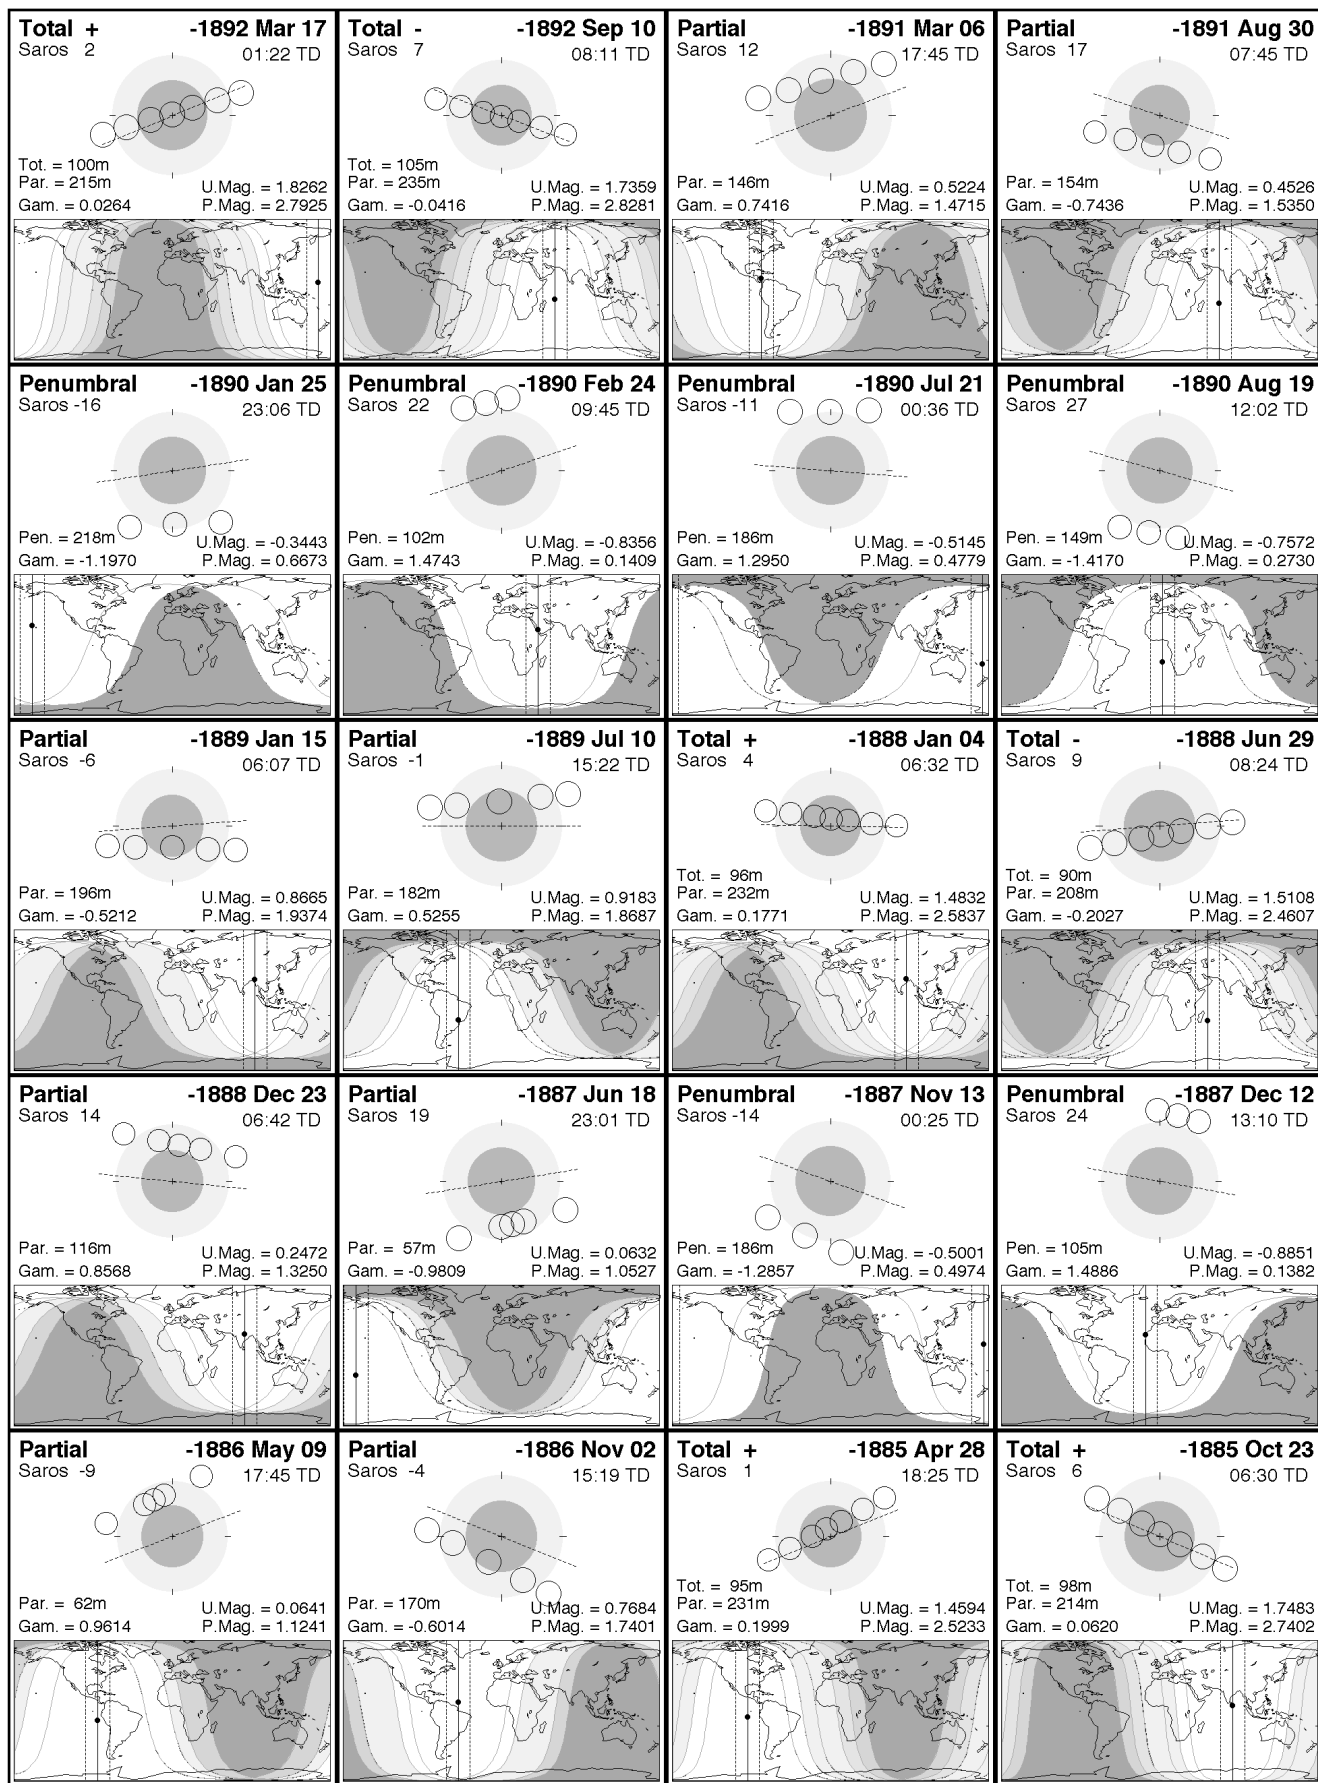 Total +
-1892 Mar 17
Saros 2
01:22 TD
Tot. = 100m
Par. = 215m
U.Mag. = 1.8262
Gam. = 0.0264
P.Mag. = 2.7925
Total -
-1892 Sep 10
Saros 7
08:11 TD
Tot. = 105m
Par. = 235m
U.Mag. = 1.7359
Gam. = -0.0416
P.Mag. = 2.8281
Partial
-1891 Mar 06
Saros 12
17:45 TD
Par. = 146m
U.Mag. = 0.5224
Gam. = 0.7416
P.Mag. = 1.4715
Partial
-1891 Aug 30
Saros 17
07:45 TD
Par. = 154m
U.Mag. = 0.4526
Gam. = -0.7436
P.Mag. = 1.5350
Penumbral
-1890 Jan 25
Saros -16
23:06 TD
Pen. = 218m
U.Mag. = -0.3443
Gam. = -1.1970
P.Mag. = 0.6673
Penumbral
-1890 Feb 24
Saros 22
09:45 TD
Pen. = 102m
U.Mag. = -0.8356
Gam. = 1.4743
P.Mag. = 0.1409
Penumbral
-1890 Jul 21
Saros -11
00:36 TD
Pen. = 186m
U.Mag. = -0.5145
Gam. = 1.2950
P.Mag. = 0.4779
Penumbral
-1890 Aug 19
Saros 27
12:02 TD
Pen. = 149m
U.Mag. = -0.7572
Gam. = -1.4170
P.Mag. = 0.2730
Partial
-1889 Jan 15
Saros -6
06:07 TD
Par. = 196m
U.Mag. = 0.8665
Gam. = -0.5212
P.Mag. = 1.9374
Partial
-1889 Jul 10
Saros -1
15:22 TD
Par. = 182m
U.Mag. = 0.9183
Gam. = 0.5255
P.Mag. = 1.8687
Total +
-1888 Jan 04
Saros 4
06:32 TD
Tot. = 96m
Par. = 232m
U.Mag. = 1.4832
Gam. = 0.1771
P.Mag. = 2.5837
Total -
-1888 Jun 29
Saros 9
08:24 TD
Tot. = 90m
Par. = 208m
U.Mag. = 1.5108
Gam. = -0.2027
P.Mag. = 2.4607
Partial
-1888 Dec 23
Saros 14
06:42 TD
Par. = 116m
U.Mag. = 0.2472
Gam. = 0.8568
P.Mag. = 1.3250
Partial
-1887 Jun 18
Saros 19
23:01 TD
Par. = 57m
U.Mag. = 0.0632
Gam. = -0.9809
P.Mag. = 1.0527
Penumbral
-1887 Nov 13
Saros -14
00:25 TD
Pen. = 186m
U.Mag. = -0.5001
Gam. = -1.2857
P.Mag. = 0.4974
Penumbral
-1887 Dec 12
Saros 24
13:10 TD
Pen. = 105m
U.Mag. = -0.8851
Gam. = 1.4886
P.Mag. = 0.1382
Partial
-1886 May 09
Saros -9
17:45 TD
Par. = 62m
U.Mag. = 0.0641
Gam. = 0.9614
P.Mag. = 1.1241
Partial
-1886 Nov 02
Saros -4
15:19 TD
Par. = 170m
U.Mag. = 0.7684
Gam. = -0.6014
P.Mag. = 1.7401
Total +
-1885 Apr 28
Saros 1
18:25 TD
Tot. = 95m
Par. = 231m
U.Mag. = 1.4594
Gam. = 0.1999
P.Mag. = 2.5233
Total +
-1885 Oct 23
Saros 6
06:30 TD
Tot. = 98m
Par. = 214m
U.Mag. = 1.7483
Gam. = 0.0620
P.Mag. = 2.7402